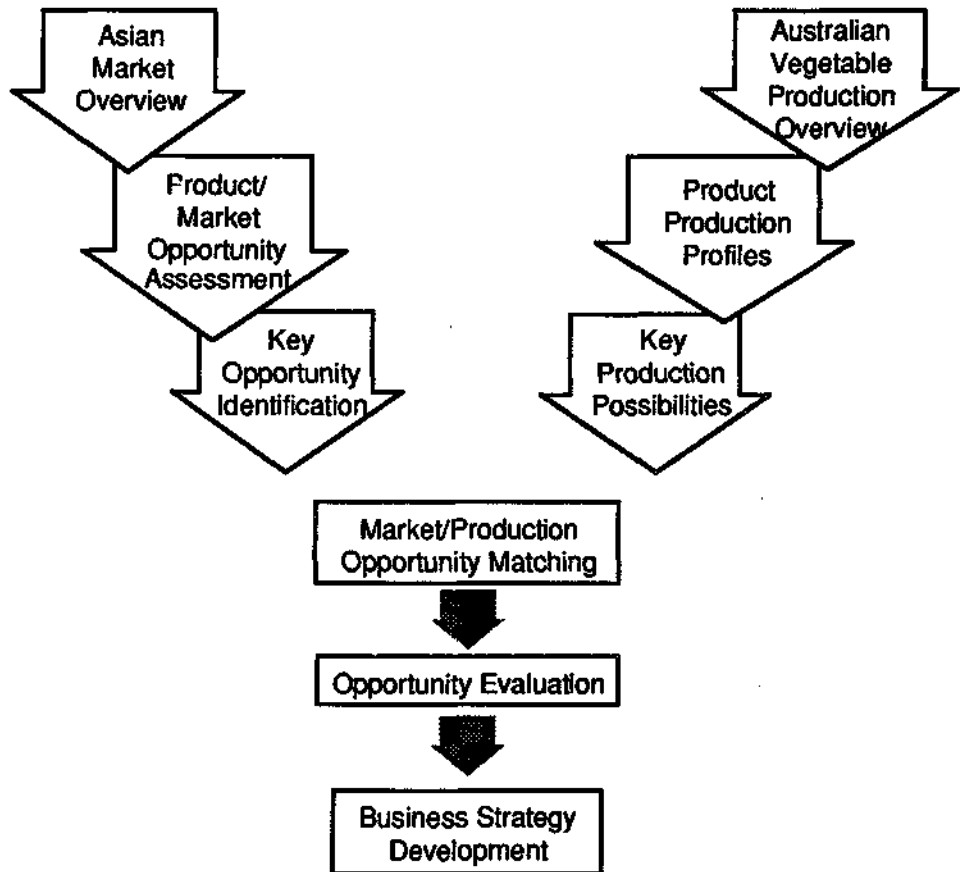 Asian
Market
Overview
Australian
Vegetable
Production
Overview
Product/
Market
Opportunity
Assessment
Product
Production
Profiles
Key
Opportunity
Identification
Key
Production
Possibilities
Market/Production
Opportunity Matching
Opportunity Evaluation
Business Strategy
Development